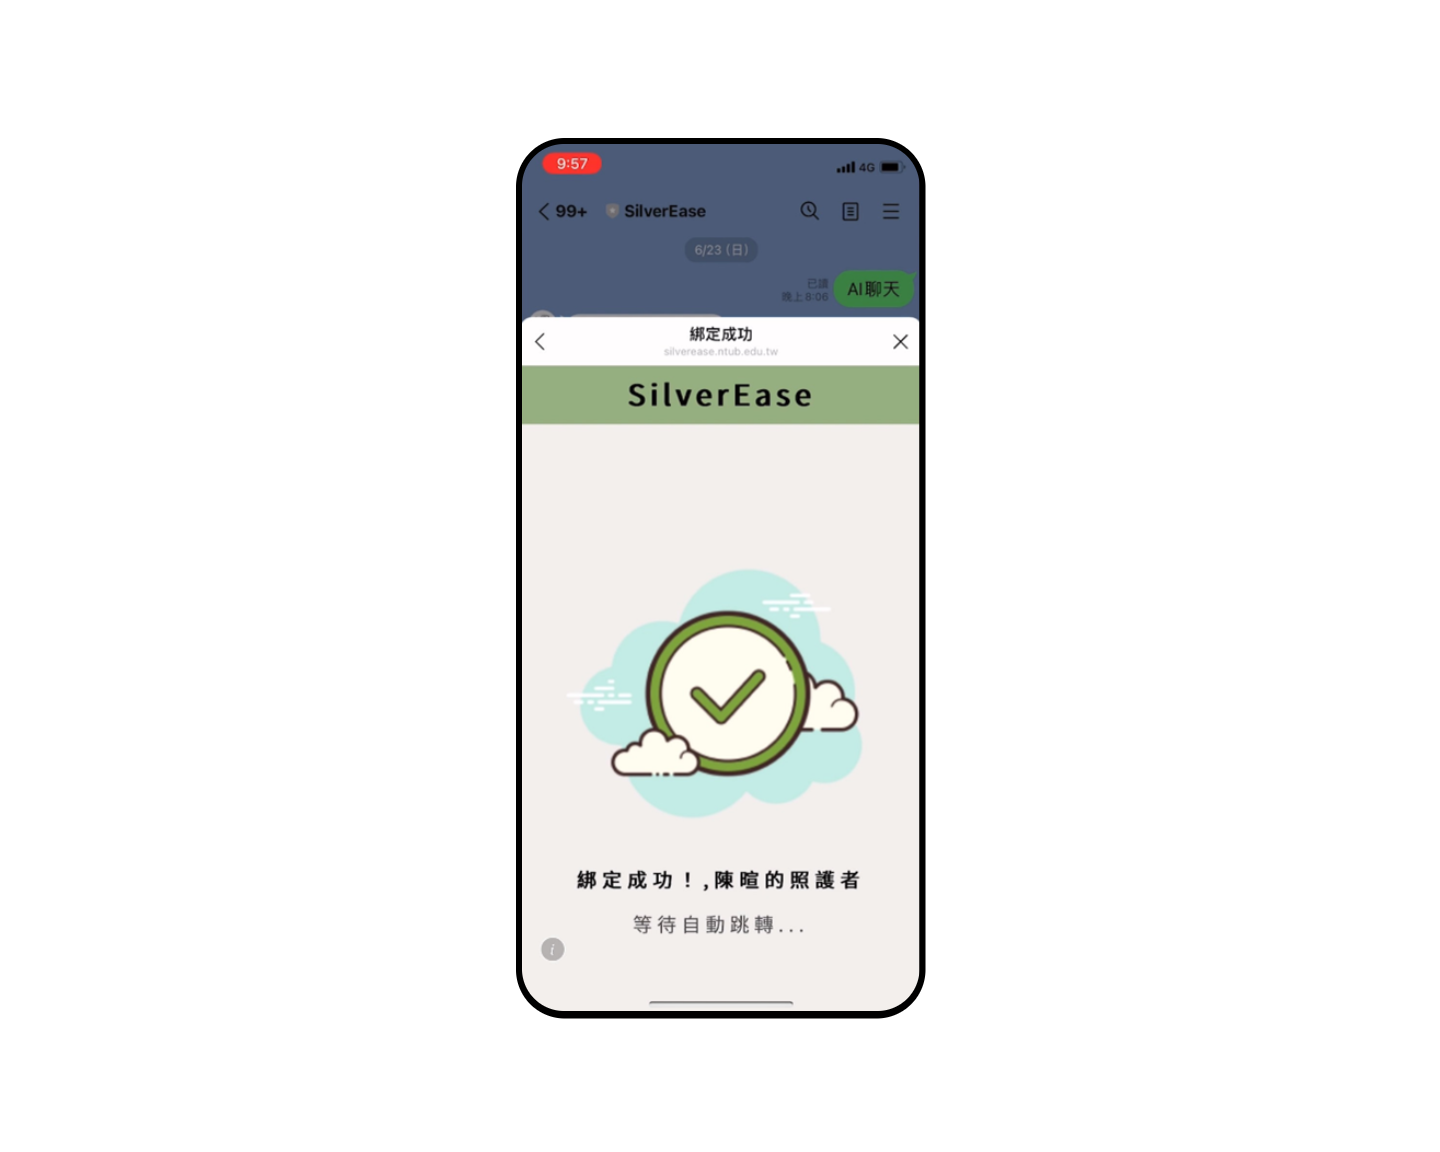 9:57
4G
99+
SilverEase
6/23 (日)
已讀
晚上 8:06
AI聊天
綁定成功
silverease.ntub.edu.tw
SilverEase
綁定成功！,陳暄的照護者
等待自動跳轉...
i